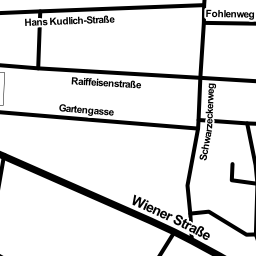 Fohlenweg
Hans Kudlich-Straße
Raiffeisenstraße
Gartengasse
Schwarzeckerweg
Wiener Straße